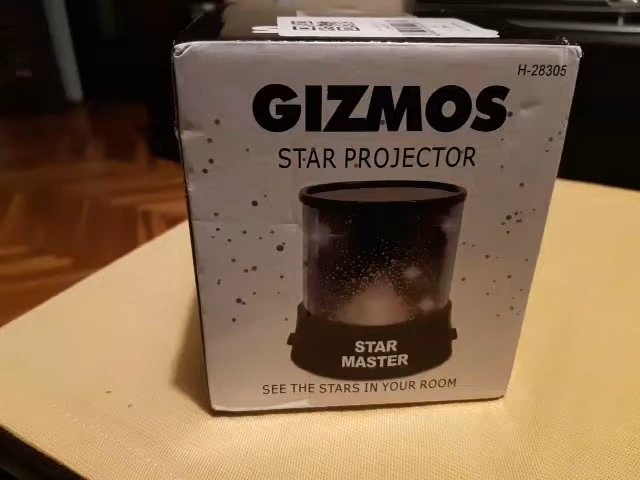 H-28305
GIZMOS
STAR PROJECTOR
STAR
MASTER
SEE THE STARS IN YOUR ROOM